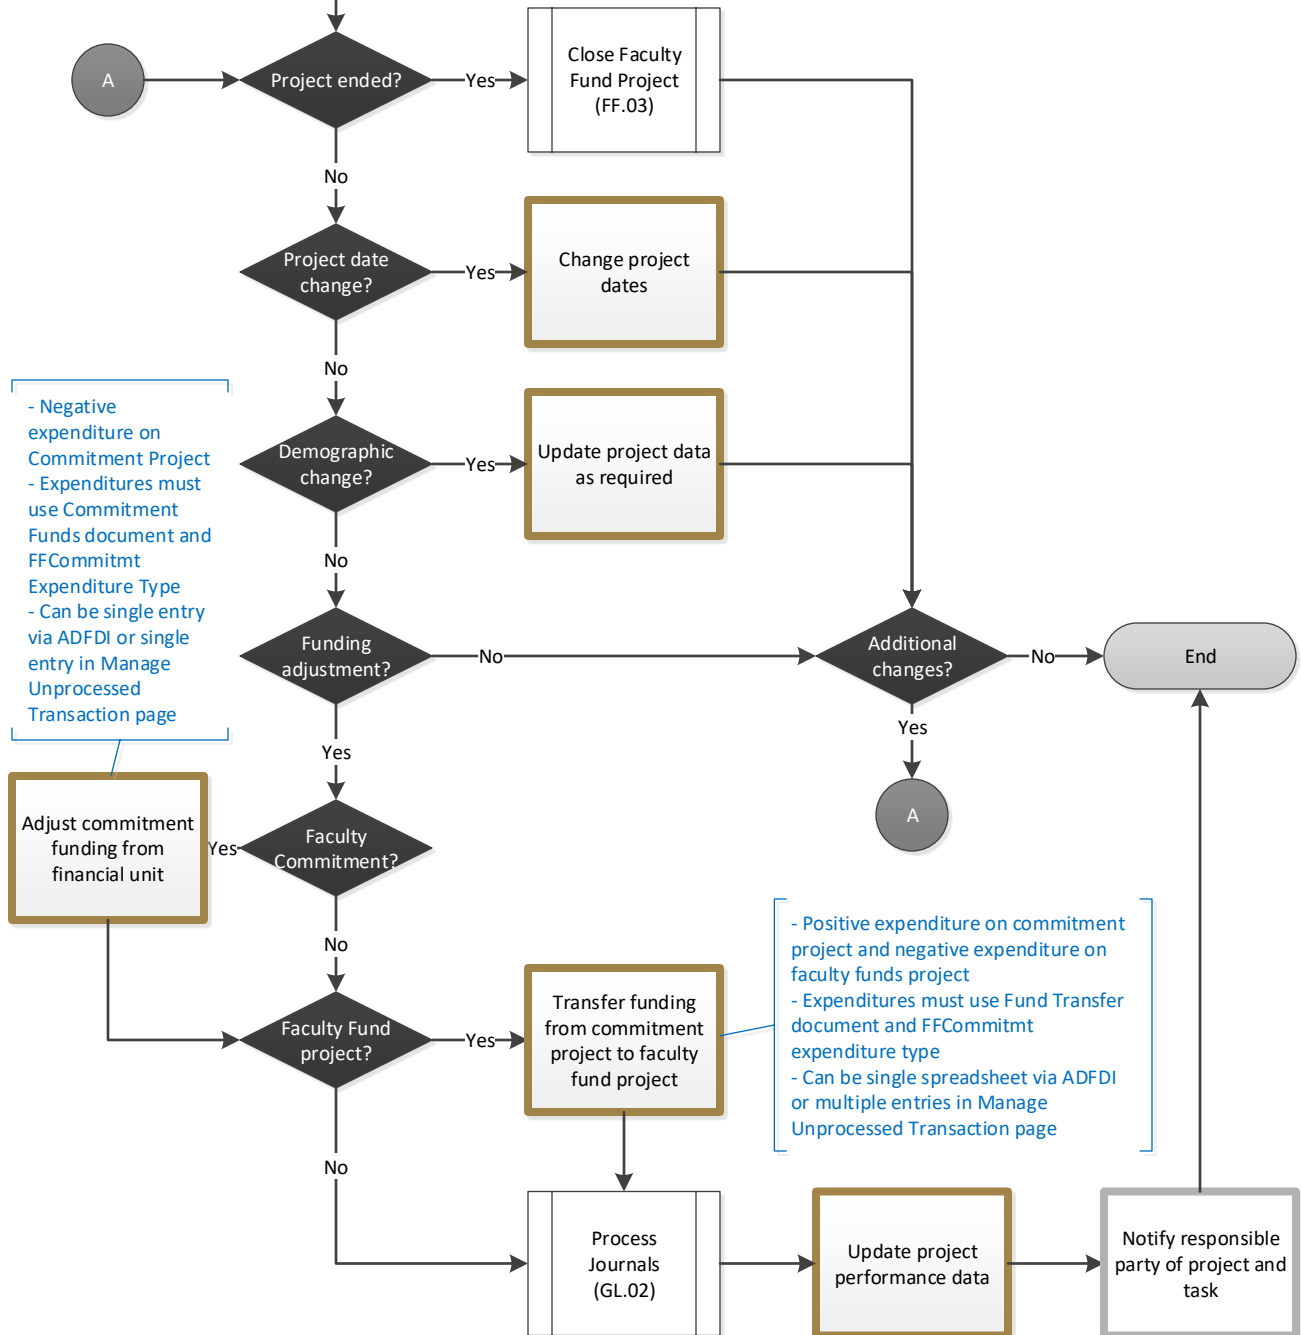 A
Project ended?
Yes
Close Faculty
Fund Project
(FF.03)
No
Project date
change?
Yes
Change project
dates
No
- Negative
expenditure on
Commitment Project
- Expenditures must
use Commitment
Funds document and
FFCommitmt
Expenditure Type
- Can be single entry
via ADFDI or single
entry in Manage
Unprocessed
Transaction page
Demographic
change?
Yes
Update project data
as required
No
Funding
adjustment?
No
Additional
changes?
No
End
Yes
Yes
A
Adjust commitment
funding from
financial unit
Yes
Faculty
Commitment?
No
Faculty Fund
project?
Yes
Transfer funding
from commitment
project to faculty
fund project
- Positive expenditure on commitment
project and negative expenditure on
faculty funds project
- Expenditures must use Fund Transfer
document and FFCommitmt
expenditure type
- Can be single spreadsheet via ADFDI
or multiple entries in Manage
Unprocessed Transaction page
No
Process
Journals
(GL.02)
Update project
performance data
Notify responsible
party of project and
task